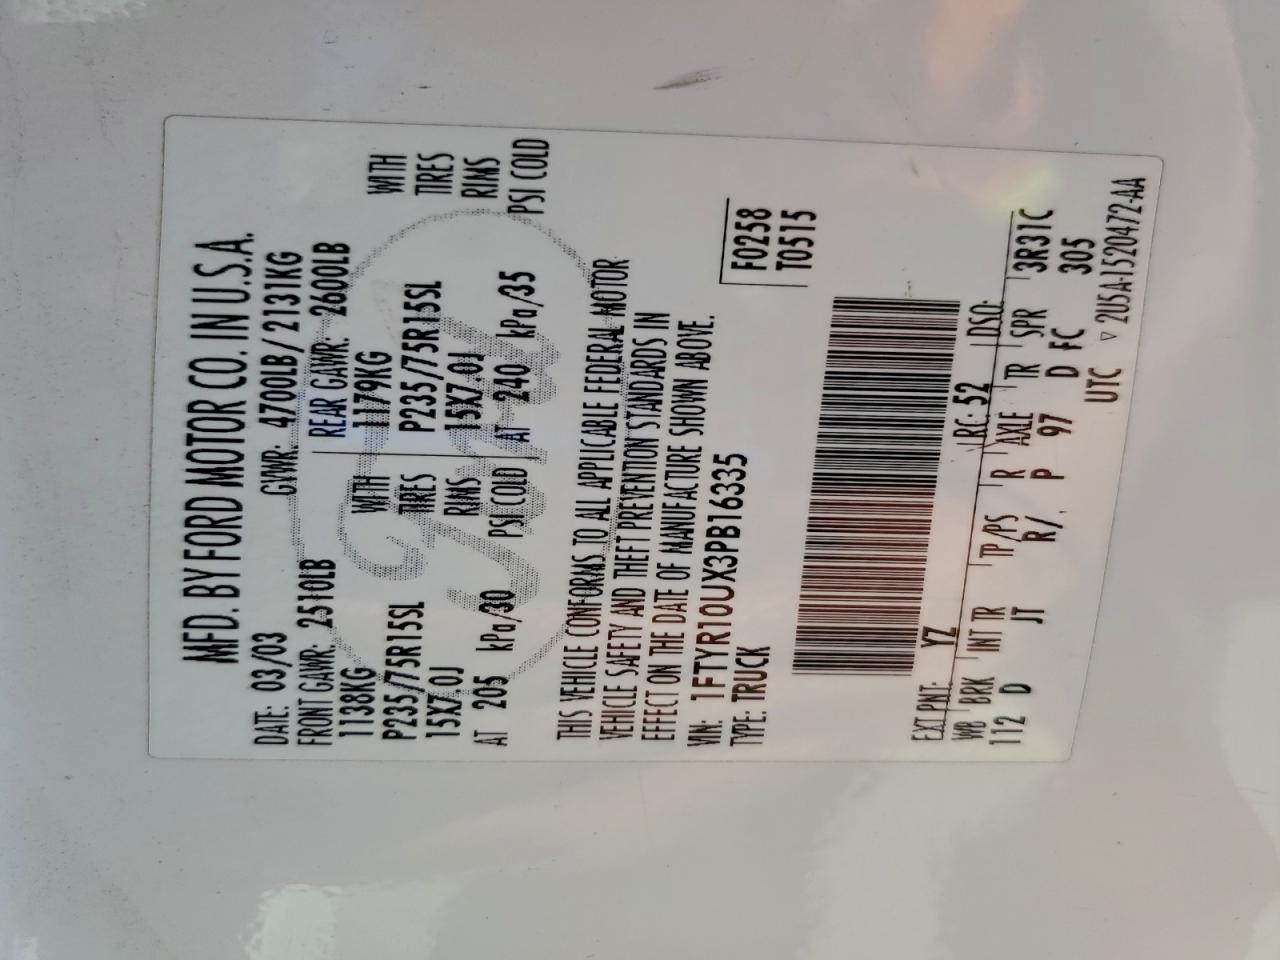 MFD. BY FORD MOTOR CO. IN U.S.A.
DATE: 03/03 GVWR: 4700LB/2131KG
FRONT GAWR: 2510LB REAR GAWR: 2600LB
1138KG WITH 1179KG WITH
P235/75R15SL TIRES P235/75R15SL TIRES
15X7.0J RIMS 15X7.0J RIMS
AT 205 kPa/30 PSI COLD AT 240 kPa/35 PSI COLD
THIS VEHICLE CONFORMS TO ALL APPLICABLE FEDERAL MOTOR
VEHICLE SAFETY AND THEFT PREVENTION STANDARDS IN
EFFECT ON THE DATE OF MANUFACTURE SHOWN ABOVE.
VIN: 1FTYR10UX3PB16335
TYPE: TRUCK
F0258
T0515
EXT PNT: YZ RC: 52 DSO:
WB BRK INT TR TP/PS R AXLE TR SPR 3R31C
112 D JT R/ P 97 D FC 305
UTC ▽ 2U5A-1520472-AA
Ford